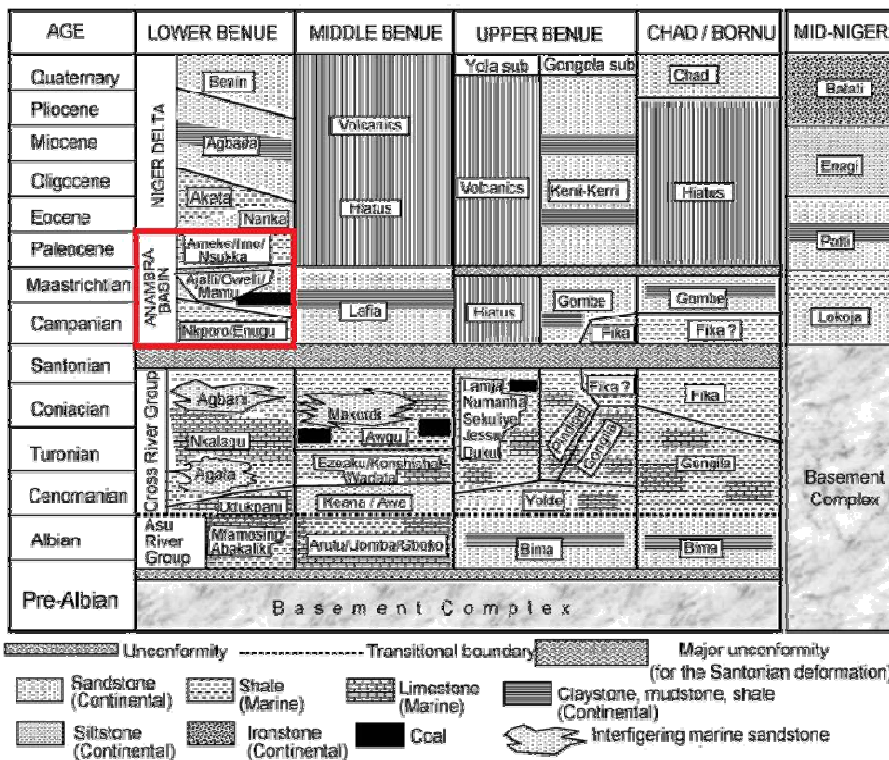 AGE
LOWER BENUE
MIDDLE BENUE
UPPER BENUE
CHAD / BORNU
MID-NIGER
Yola sub
Gongola sub
Quaternary
Pliocene
Miocene
Oligocene
Eocene
Paleocene
Maastrichtian
Campanian
Santonian
Coniacian
Turonian
Cenomanian
Albian
Pre-Albian
NIGER DELTA
Benin
Agbada
Akata
Nanka
ANAMBRA
BASIN
Ameke/Imo/
Nsukka
Ajalli/Owelli/
Mamu
Nkporo/Enugu
Cross River Group
Agbani
Nkalagu
Agala
Odukpani
Asu
River
Group
Mfamosing
Abakaliki
Volcanics
Hiatus
Lafia
Makurdi
Awgu
Ezeaku/Konshisha/
Wadata
Keana / Awe
Arufu/Uomba/Gboko
Volcanics
Hiatus
Lamja
Numanha
Sekuliye
Jessu
Dukul
Kerri-Kerri
Gombe
Fika
Fika ?
Pindiga
Gongila
Yolde
Bima
Chad
Hiatus
Gombe
Fika ?
Fika
Gongila
Bima
Batati
Enagi
Patti
Lokoja
Basement
Complex
Basement Complex
Unconformity
Transitional boundary
Major unconformity
(for the Santonian deformation)
Sandstone
(Continental)
Shale
(Marine)
Limestone
(Marine)
Claystone, mudstone, shale
(Continental)
Siltstone
(Continental)
Ironstone
(Continental)
Coal
Interfigering marine sandstone